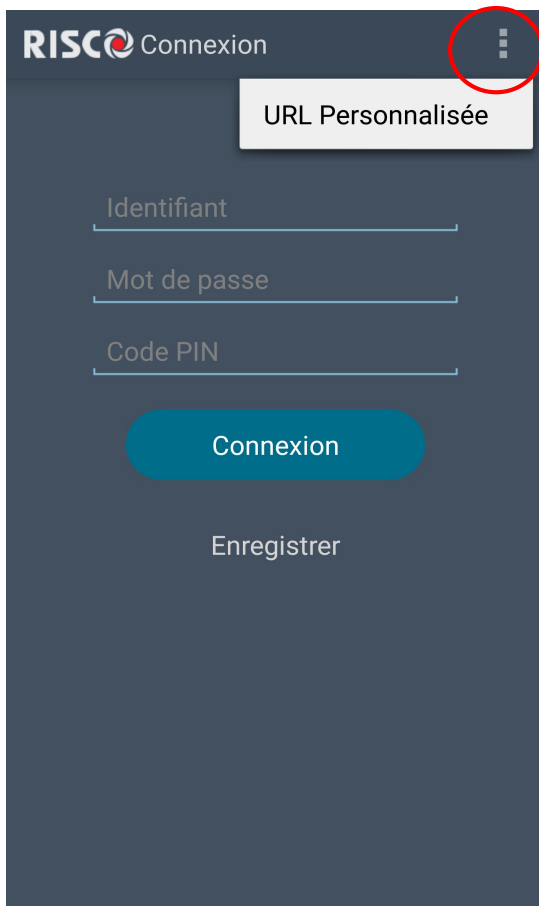 RISCO Connexion
URL Personnalisée
Identifiant
Mot de passe
Code PIN
Connexion
Enregistrer